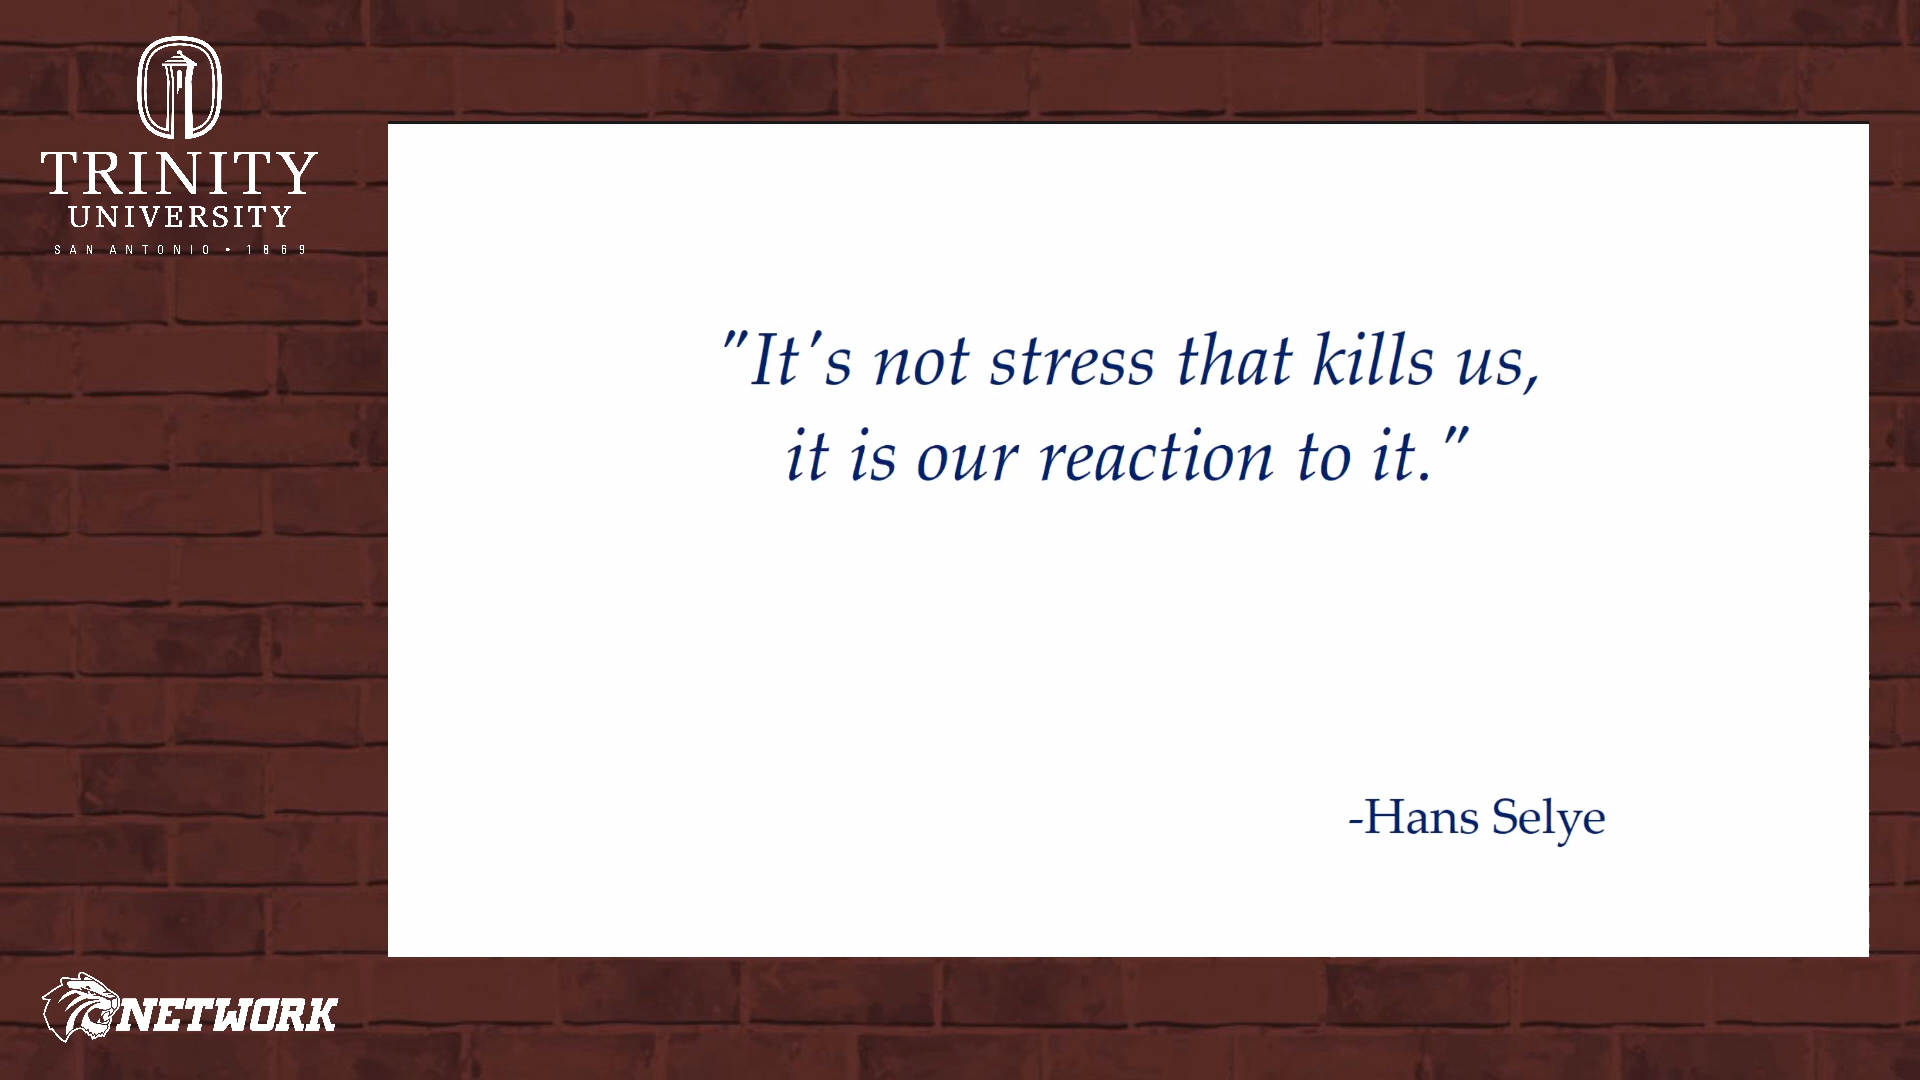 TRINITY
UNIVERSITY
SAN ANTONIO • 1869
"It's not stress that kills us,
it is our reaction to it."
-Hans Selye
NETWORK